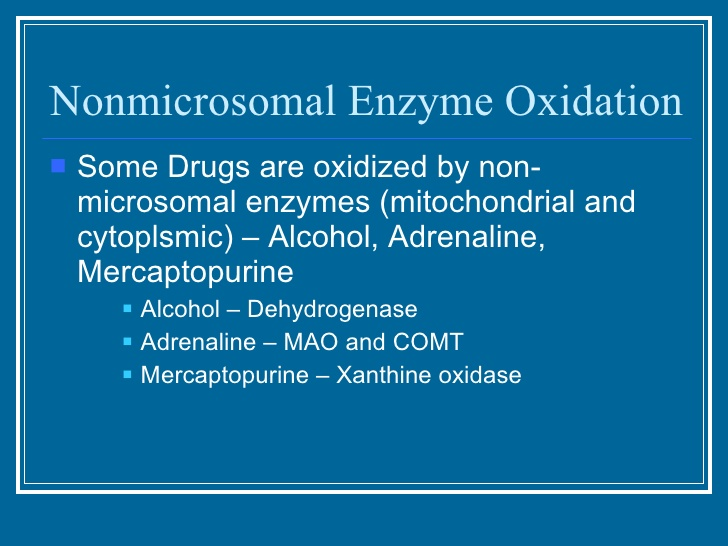 Nonmicrosomal Enzyme Oxidation
Some Drugs are oxidized by non-
microsomal enzymes (mitochondrial and
cytoplsmic) – Alcohol, Adrenaline,
Mercaptopurine
Alcohol – Dehydrogenase
Adrenaline – MAO and COMT
Mercaptopurine – Xanthine oxidase